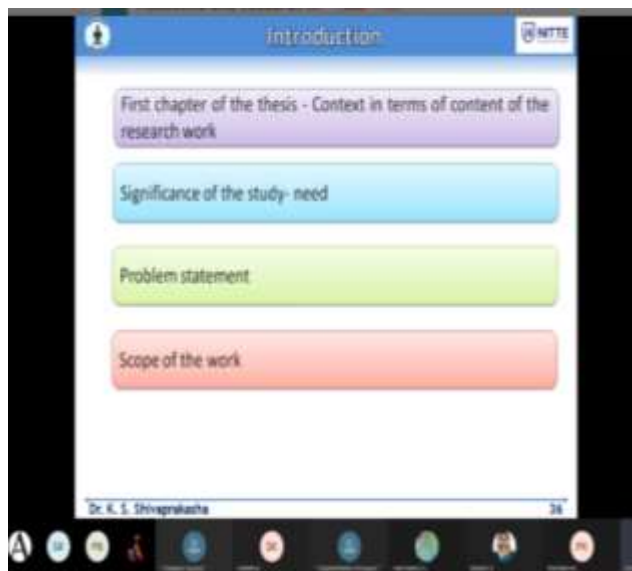 Introduction
NITTE
First chapter of the thesis - Context in terms of content of the
research work
Significance of the study- need
Problem statement
Scope of the work
Dr. K. S. Shivaprakasha
36